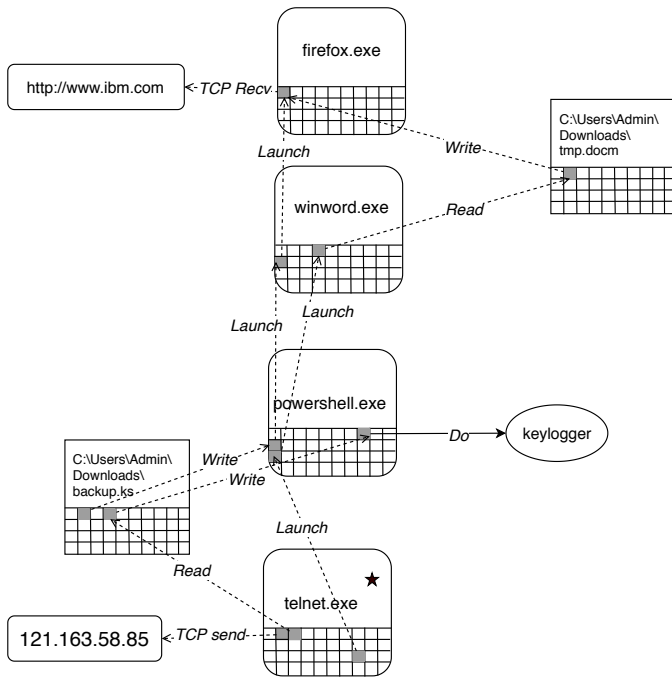 firefox.exe
http://www.ibm.com
TCP Recv
C:\Users\Admin\
Downloads\
tmp.docm
Write
Launch
winword.exe
Read
Launch
Launch
powershell.exe
Do
keylogger
C:\Users\Admin\
Downloads\
backup.ks
Write
Write
Launch
Read
telnet.exe
121.163.58.85
TCP send